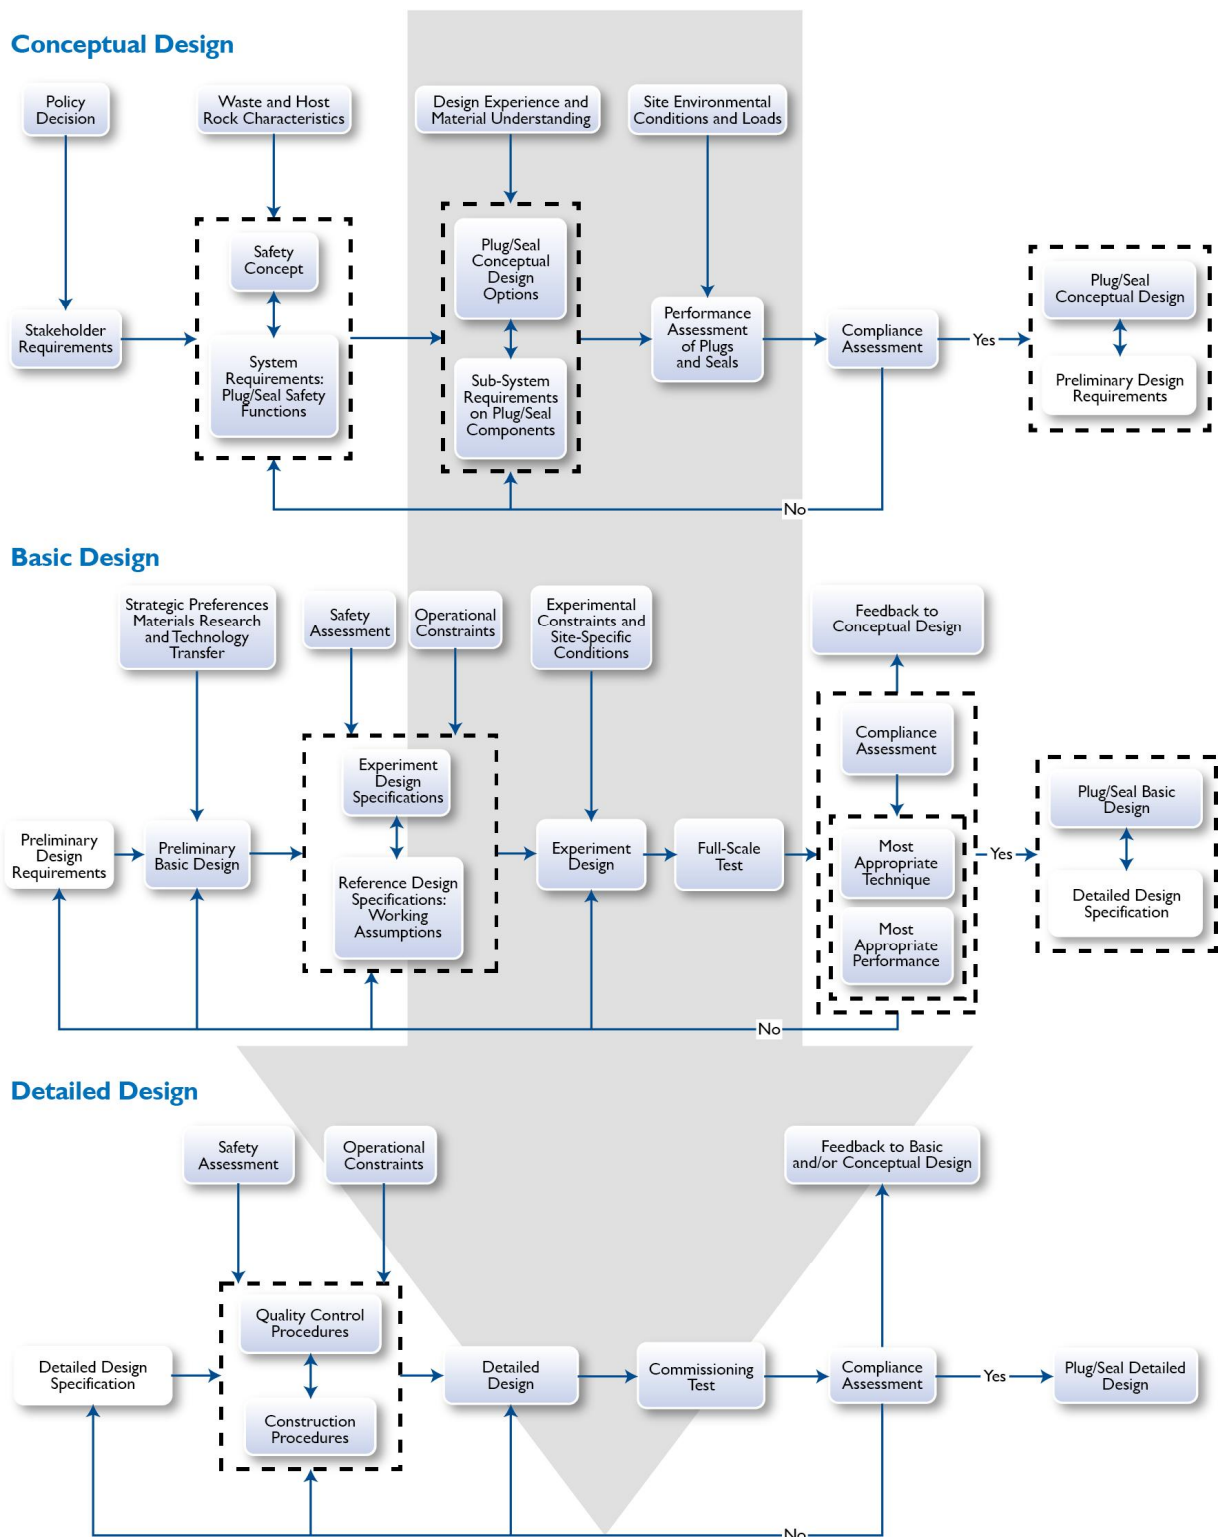 Conceptual Design
Policy
Decision
Waste and Host
Rock Characteristics
Design Experience and
Material Understanding
Site Environmental
Conditions and Loads
Safety
Concept
Plug/Seal
Conceptual
Design
Options
Plug/Seal
Conceptual Design
Stakeholder
Requirements
System
Requirements:
Plug/Seal Safety
Functions
Sub-System
Requirements
on Plug/Seal
Components
Performance
Assessment
of Plugs
and Seals
Compliance
Assessment
Yes
Preliminary Design
Requirements
No
Basic Design
Strategic Preferences
Materials Research
and Technology
Transfer
Safety
Assessment
Operational
Constraints
Experimental
Constraints and
Site-Specific
Conditions
Feedback to
Conceptual Design
Compliance
Assessment
Experiment
Design
Specifications
Plug/Seal Basic
Design
Preliminary
Design
Requirements
Preliminary
Basic Design
Reference Design
Specifications:
Working
Assumptions
Experiment
Design
Full-Scale
Test
Most
Appropriate
Technique
Yes
Most
Appropriate
Performance
Detailed Design
Specification
No
Detailed Design
Safety
Assessment
Operational
Constraints
Feedback to Basic
and/or Conceptual Design
Quality Control
Procedures
Detailed Design
Specification
Construction
Procedures
Detailed
Design
Commissioning
Test
Compliance
Assessment
Yes
Plug/Seal Detailed
Design
No